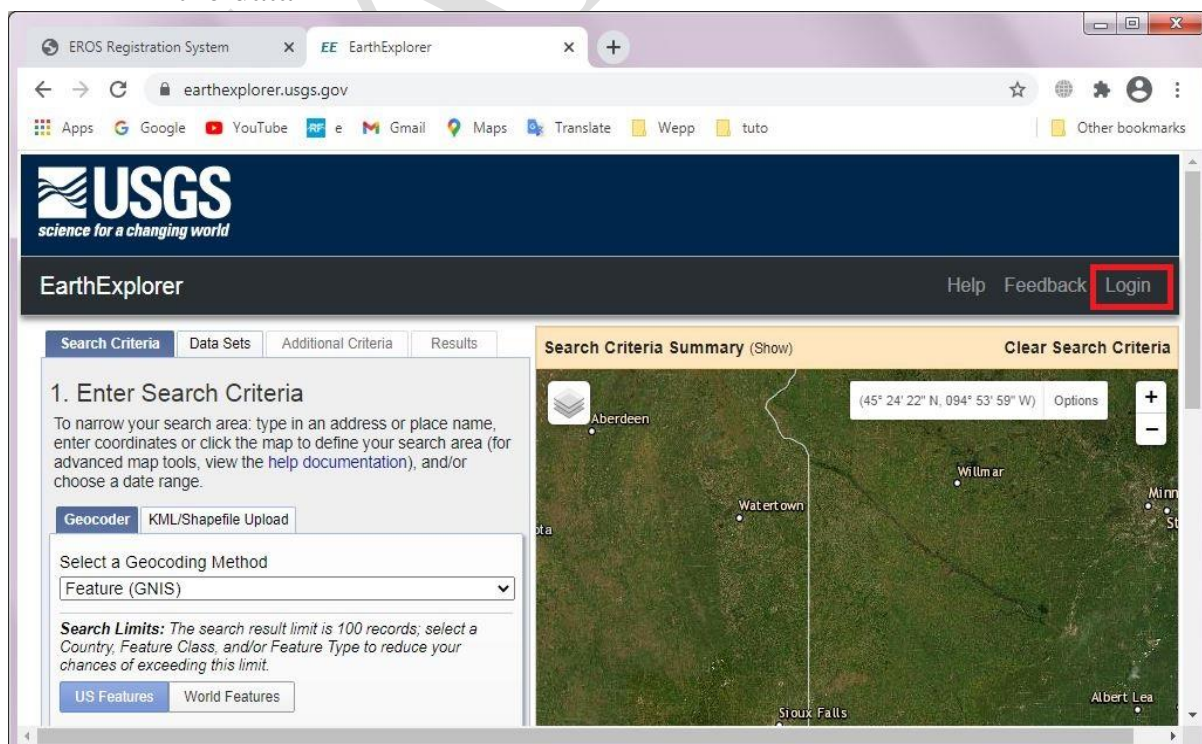 EROS Registration System
EE EarthExplorer
earthexplorer.usgs.gov
Apps
Google
YouTube
RF e
Gmail
Maps
Translate
Wepp
tuto
Other bookmarks
USGS
science for a changing world
EarthExplorer
Help Feedback Login
Search Criteria Data Sets Additional Criteria Results
1. Enter Search Criteria
To narrow your search area: type in an address or place name,
enter coordinates or click the map to define your search area (for
advanced map tools, view the help documentation), and/or
choose a date range.
Geocoder KML/Shapefile Upload
Select a Geocoding Method
Feature (GNIS)
Search Limits: The search result limit is 100 records; select a
Country, Feature Class, and/or Feature Type to reduce your
chances of exceeding this limit.
US Features World Features
Search Criteria Summary (Show) Clear Search Criteria
(45° 24' 22" N, 094° 53' 59" W) Options
+
-
Aberdeen
Willmar
Minn
Watertown
St
ota
Albert Lea
Sioux Falls